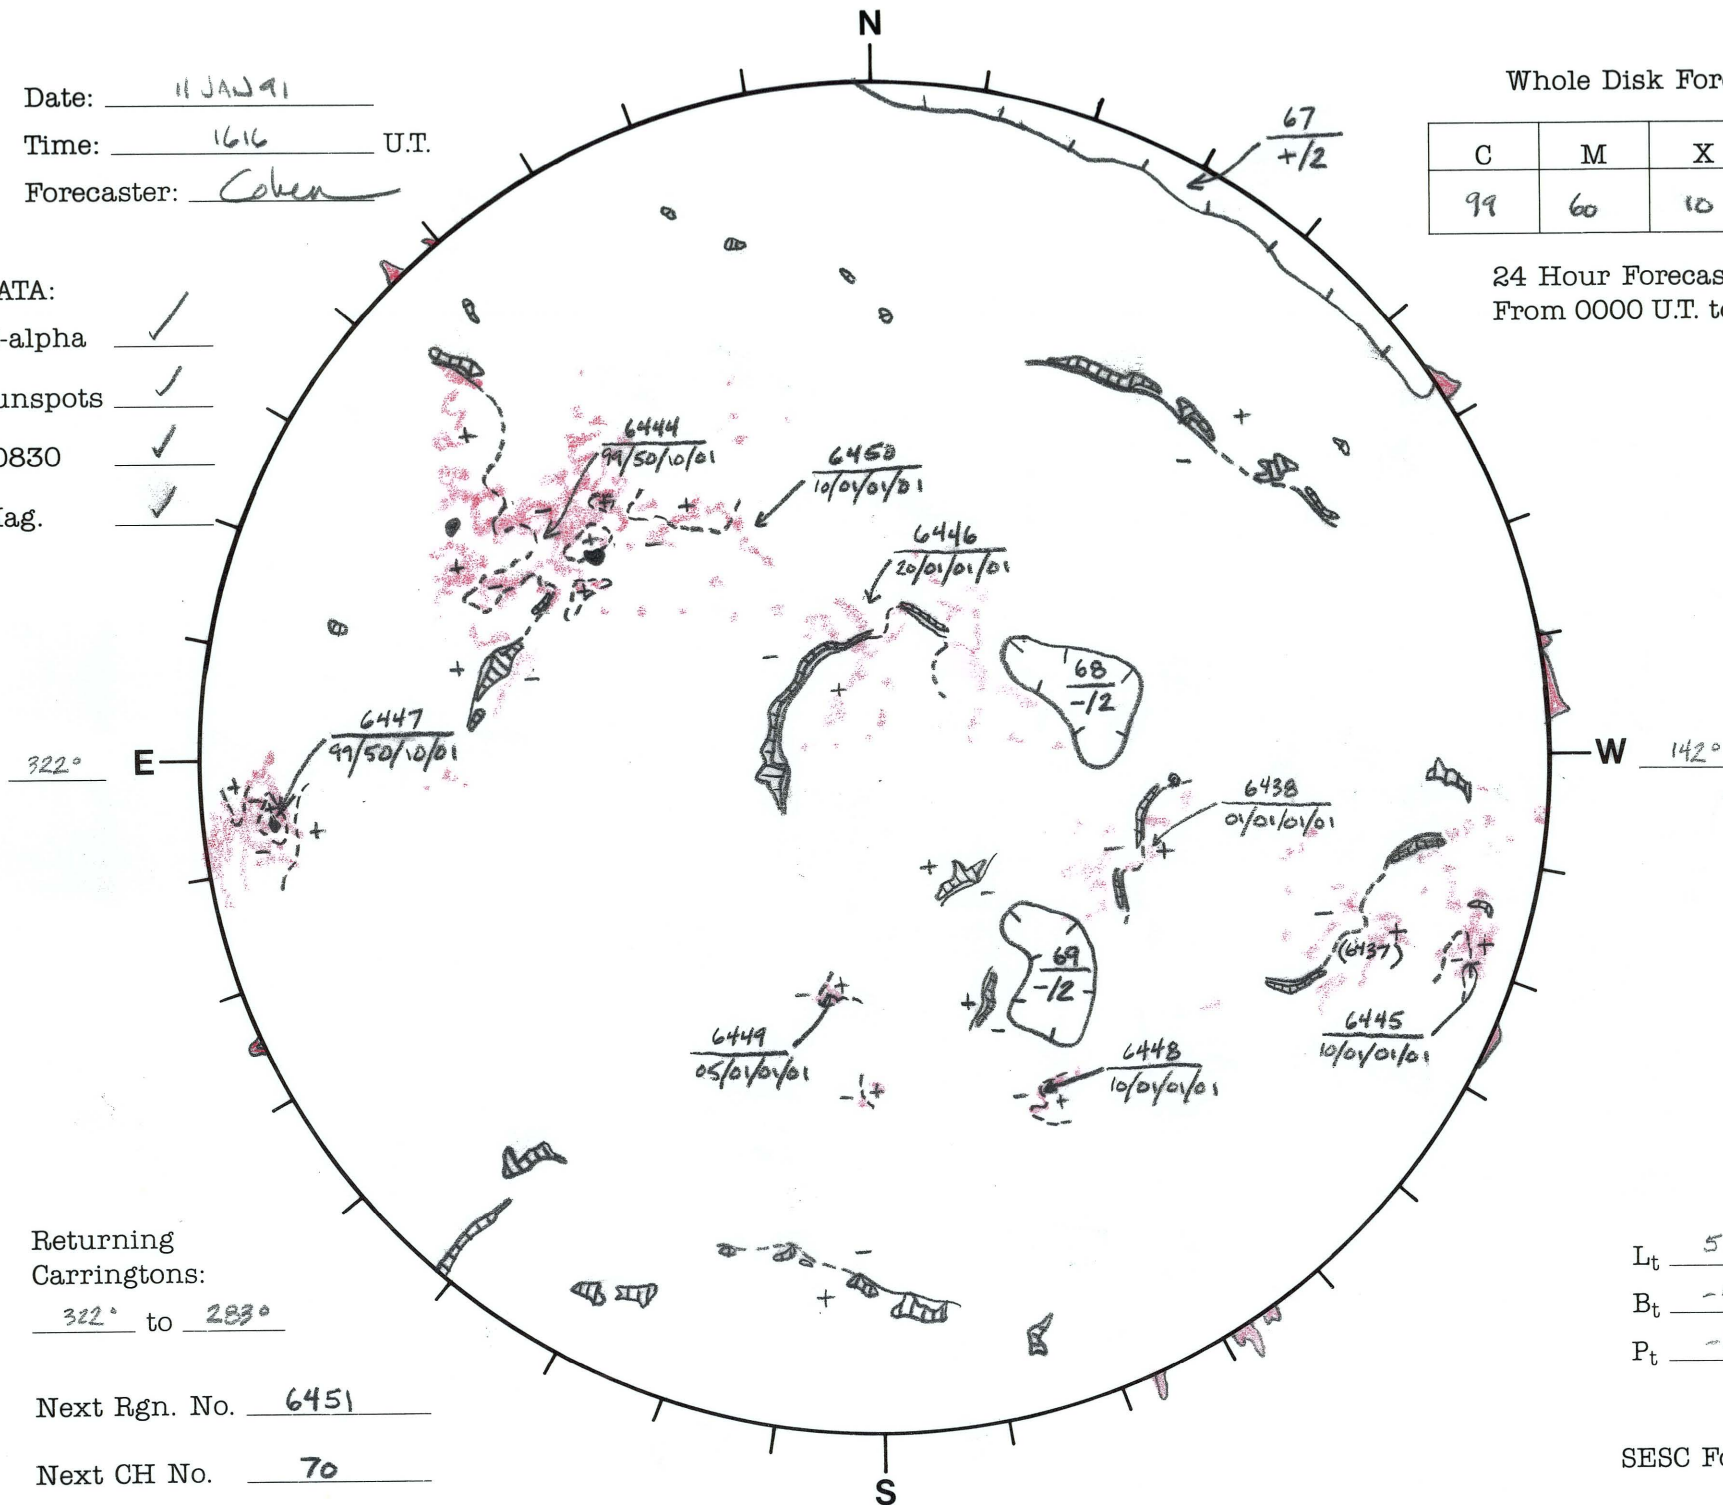 N
Date: 11 JAN 91
Time: 1616 U.T.
Forecaster: Cohen
Whole Disk Fore
C M X
99 60 10
24 Hour Forecas
From 0000 U.T. to
ATA:
-alpha ✓
unspots ✓
0830 ✓
Mag. ✓
67
+/2
+
-
6444
99/50/10/01
6450
10/01/01/01
6446
20/01/01/01
68
-/2
6447
99/50/10/01
322°
E
W
142°
6438
01/01/01/01
69
-/2
(6437)
6445
10/01/01/01
6449
05/01/01/01
6448
10/01/01/01
Returning
Carringtons:
322° to 283°
Next Rgn. No. 6451
Next CH No. 70
Lt 5
Bt -
Pt -
SESC Fo
S